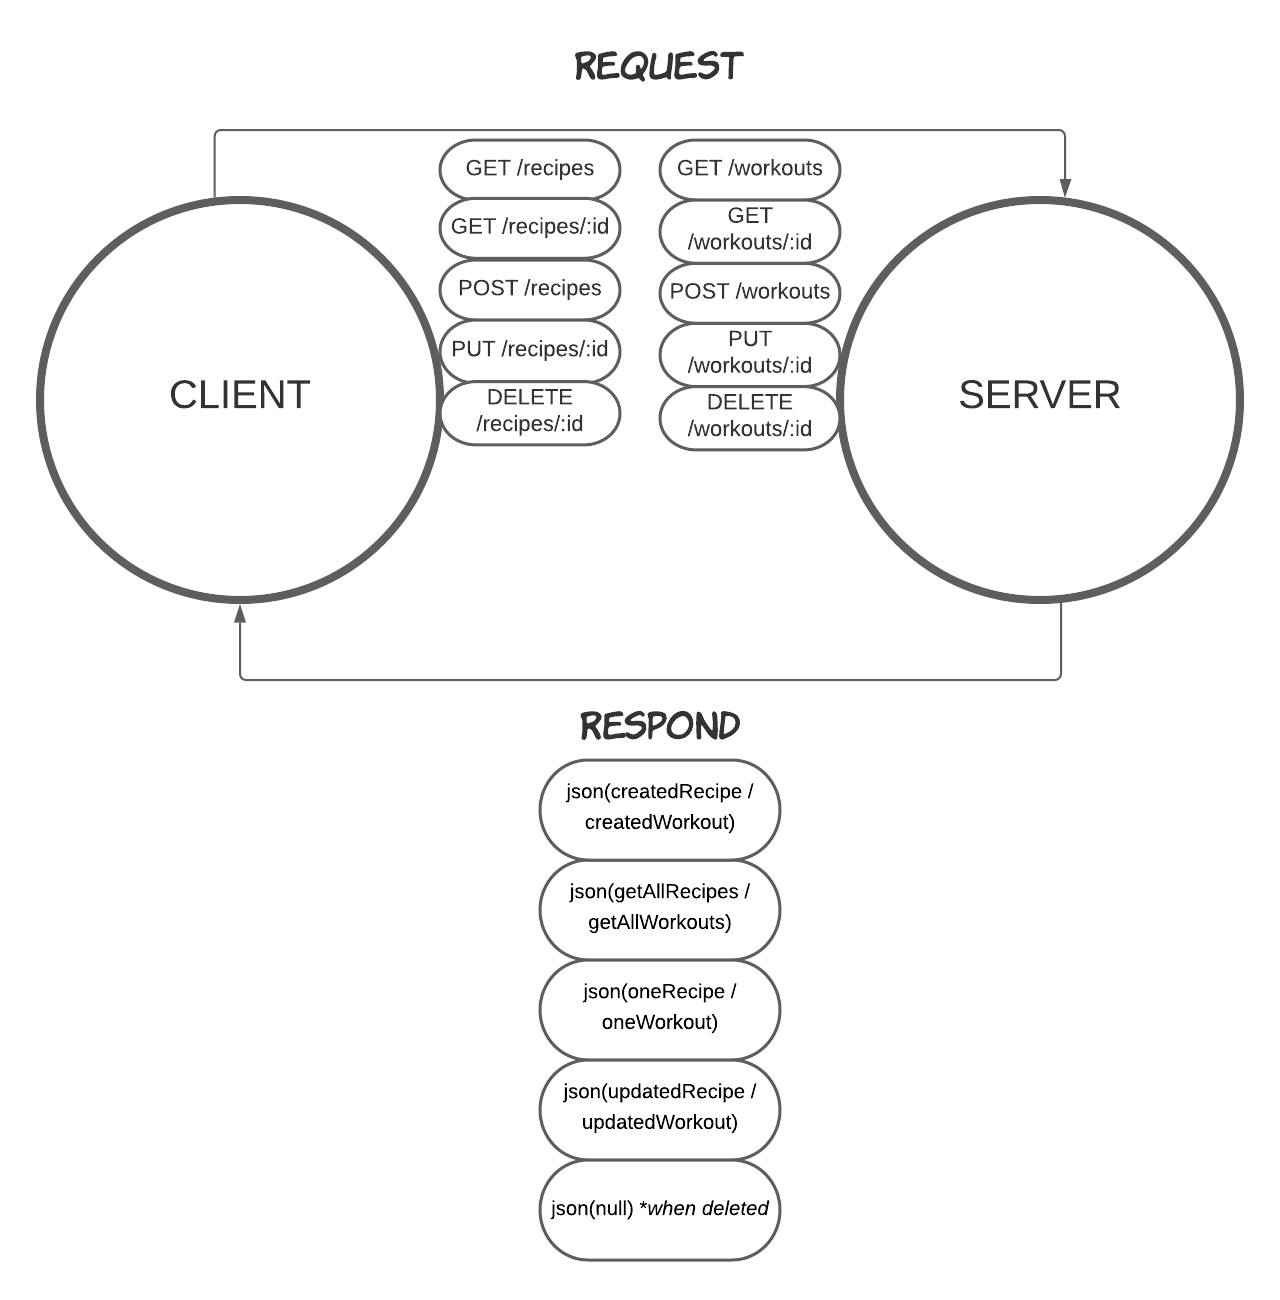 REQUEST
GET /recipes
GET /recipes/:id
POST /recipes
PUT /recipes/:id
DELETE
/recipes/:id
GET /workouts
GET
/workouts/:id
POST /workouts
PUT
/workouts/:id
DELETE
/workouts/:id
CLIENT
SERVER
RESPOND
json(createdRecipe /
createdWorkout)
json(getAllRecipes /
getAllWorkouts)
json(oneRecipe /
oneWorkout)
json(updatedRecipe /
updatedWorkout)
json(null) *when deleted